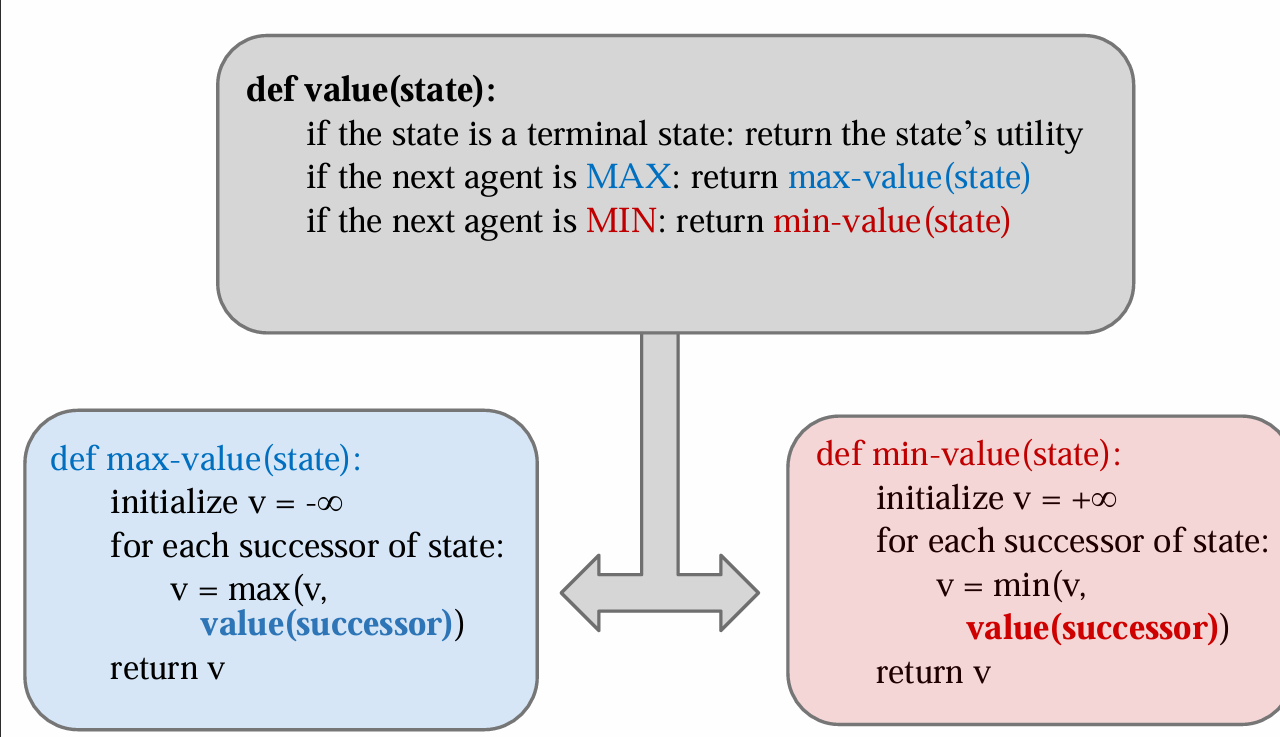 def value(state):
if the state is a terminal state: return the state’s utility
if the next agent is MAX: return max-value(state)
if the next agent is MIN: return min-value(state)
def max-value(state):
initialize v = -∞
for each successor of state:
v = max(v,
value(successor))
return v
def min-value(state):
initialize v = +∞
for each successor of state:
v = min(v,
value(successor))
return v